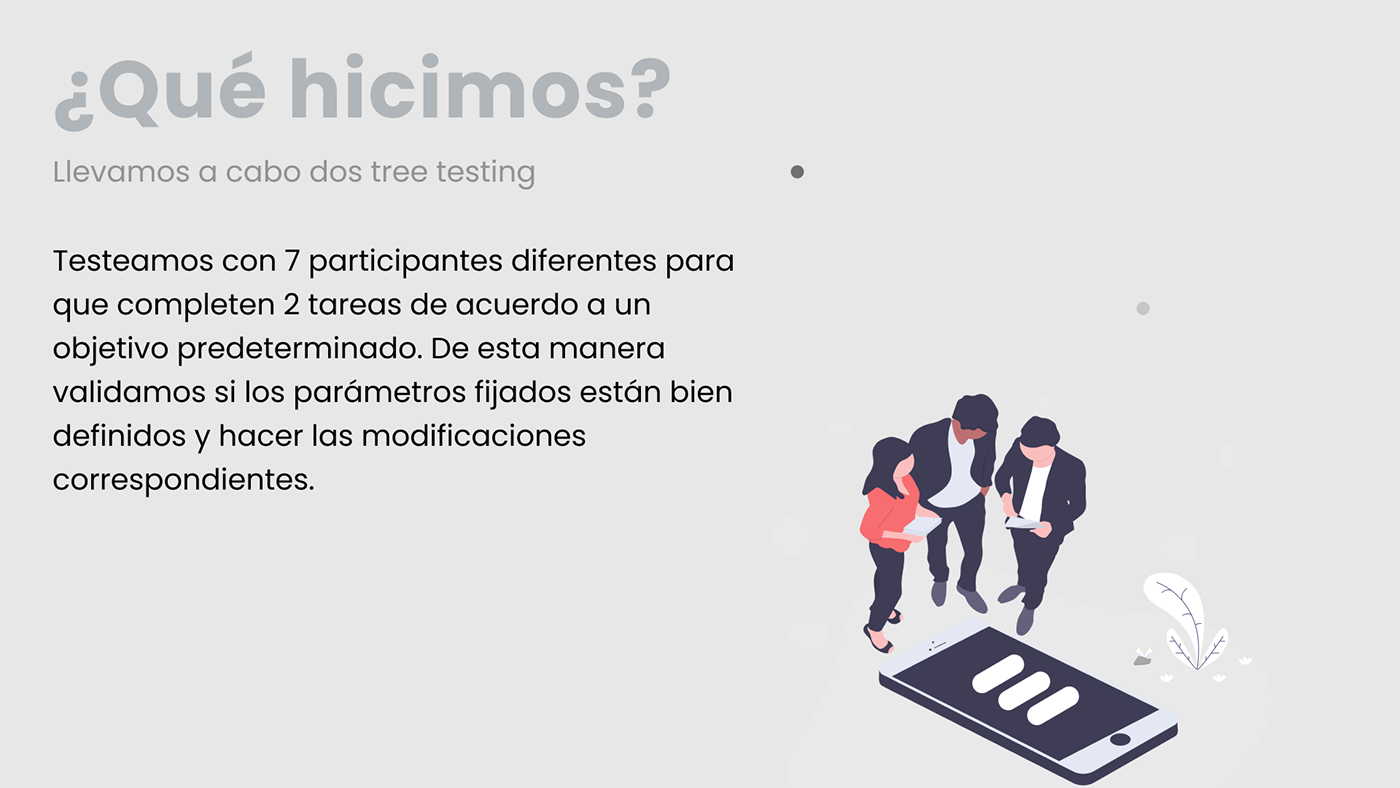 ¿Qué hicimos?
Llevamos a cabo dos tree testing
Testeamos con 7 participantes diferentes para
que completen 2 tareas de acuerdo a un
objetivo predeterminado. De esta manera
validamos si los parámetros fijados están bien
definidos y hacer las modificaciones
correspondientes.